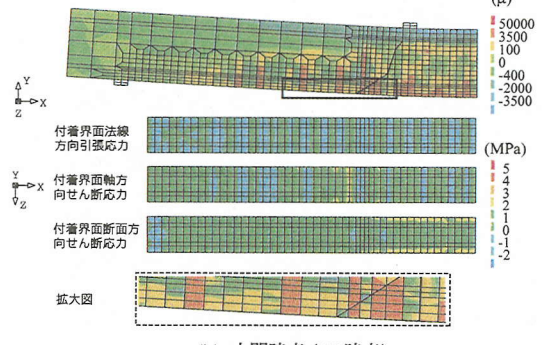 (μ)
50000
3500
100
0
-400
-2000
-3500
Y
X
Z
付着界面法線
方向引張応力
(MPa)
5
4
3
2
1
0
-1
-2
付着界面軸方
向せん断応力
Y
X
Z
付着界面断面方
向せん断応力
拡大図